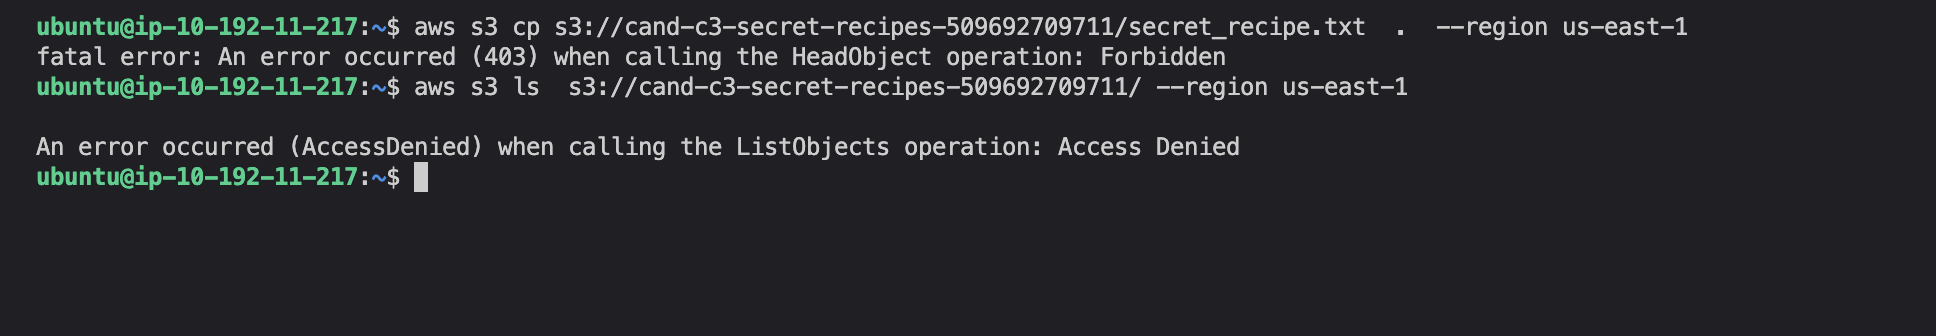 ubuntu@ip-10-192-11-217:~$ aws s3 cp s3://cand-c3-secret-recipes-509692709711/secret_recipe.txt  .  --region us-east-1
fatal error: An error occurred (403) when calling the HeadObject operation: Forbidden
ubuntu@ip-10-192-11-217:~$ aws s3 ls  s3://cand-c3-secret-recipes-509692709711/ --region us-east-1
An error occurred (AccessDenied) when calling the ListObjects operation: Access Denied
ubuntu@ip-10-192-11-217:~$